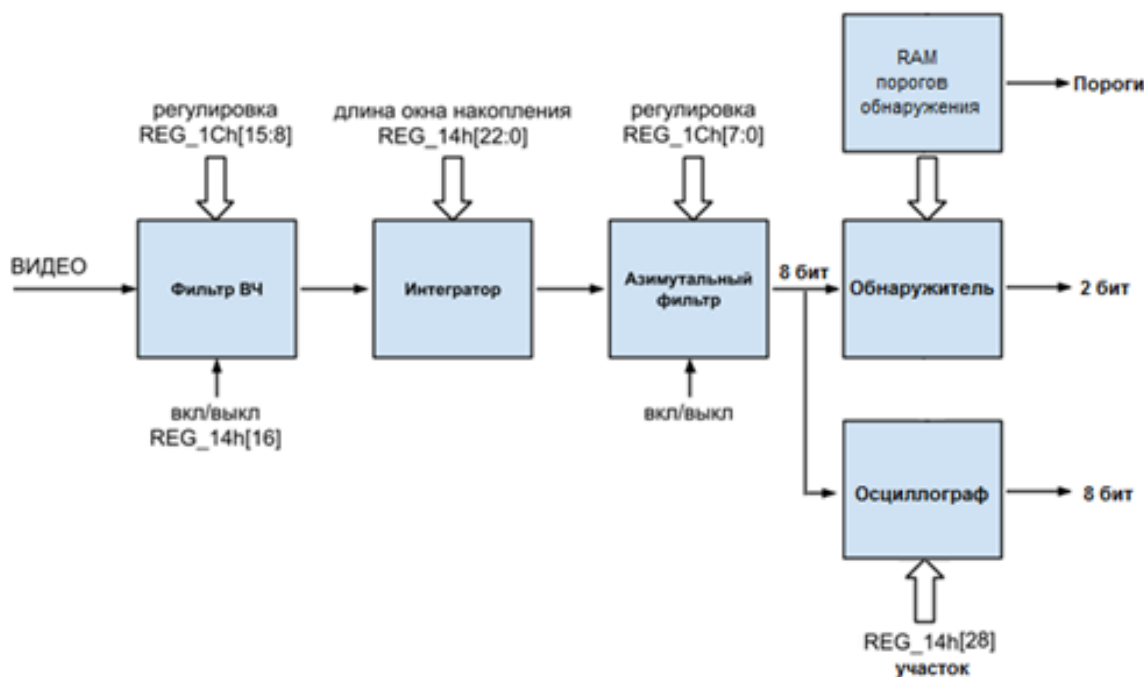 RAM
порогов
обнаружения
Пороги
регулировка
REG_1Ch[15:8]
длина окна накопления
REG_14h[22:0]
регулировка
REG_1Ch[7:0]
ВИДЕО
Фильтр ВЧ
Интегратор
Азимутальный
фильтр
8 бит
Обнаружитель
2 бит
вкл/выкл
REG_14h[16]
вкл/выкл
Осциллограф
8 бит
REG_14h[28]
участок